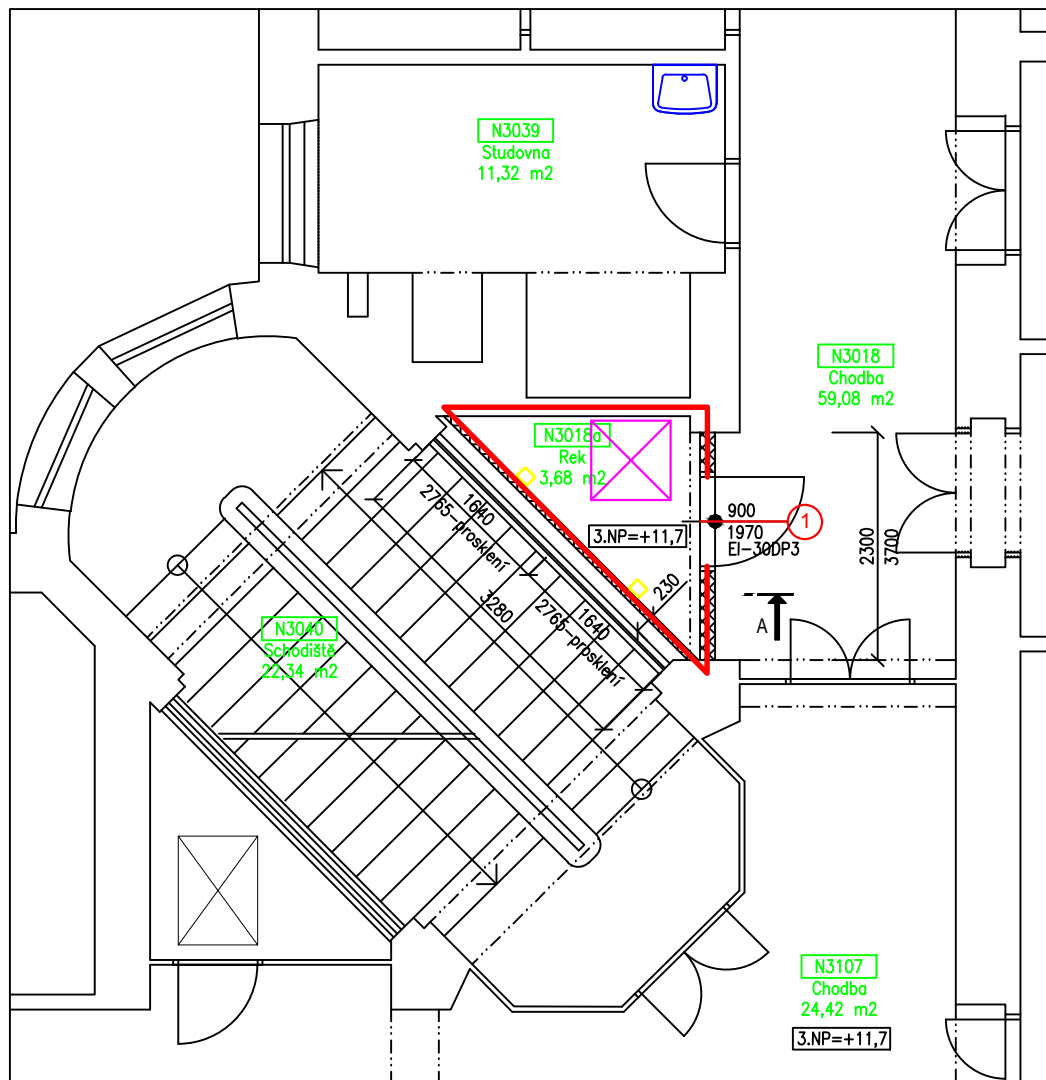 N3039
Studovna
11,32 m2
N3018
Chodba
59,08 m2
N3018a
Rek
3,68 m2
3.NP=+11,7
900
1970
EI-30DP3
1
2300
3700
A
230
1640
2765-prosklení
3280
1640
2765-prosklení
N3040
Schodiště
22,34 m2
N3107
Chodba
24,42 m2
3.NP=+11,7